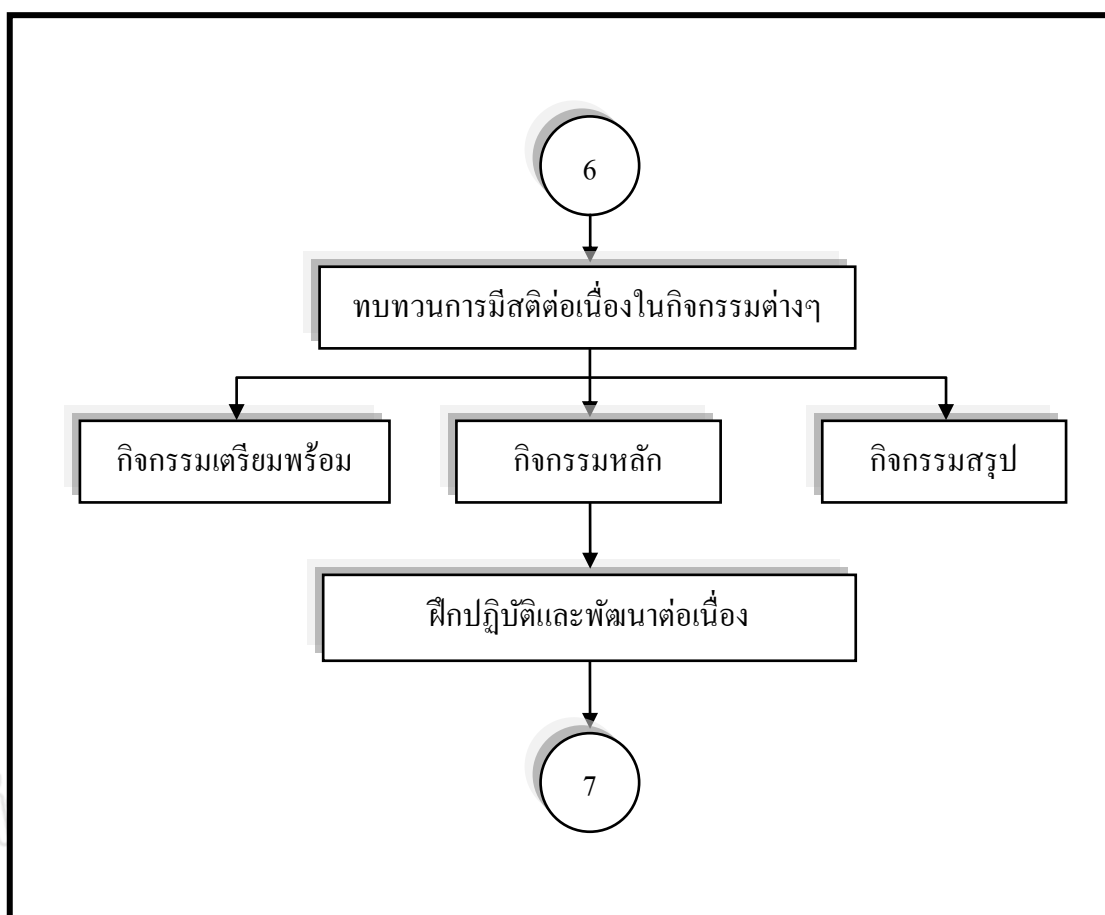 6
ทบทวนการมีสติต่อเนื่องในกิจกรรมต่างๆ
กิจกรรมเตรียมพร้อม
กิจกรรมหลัก
กิจกรรมสรุป
ฝึกปฏิบัติและพัฒนาต่อเนื่อง
7